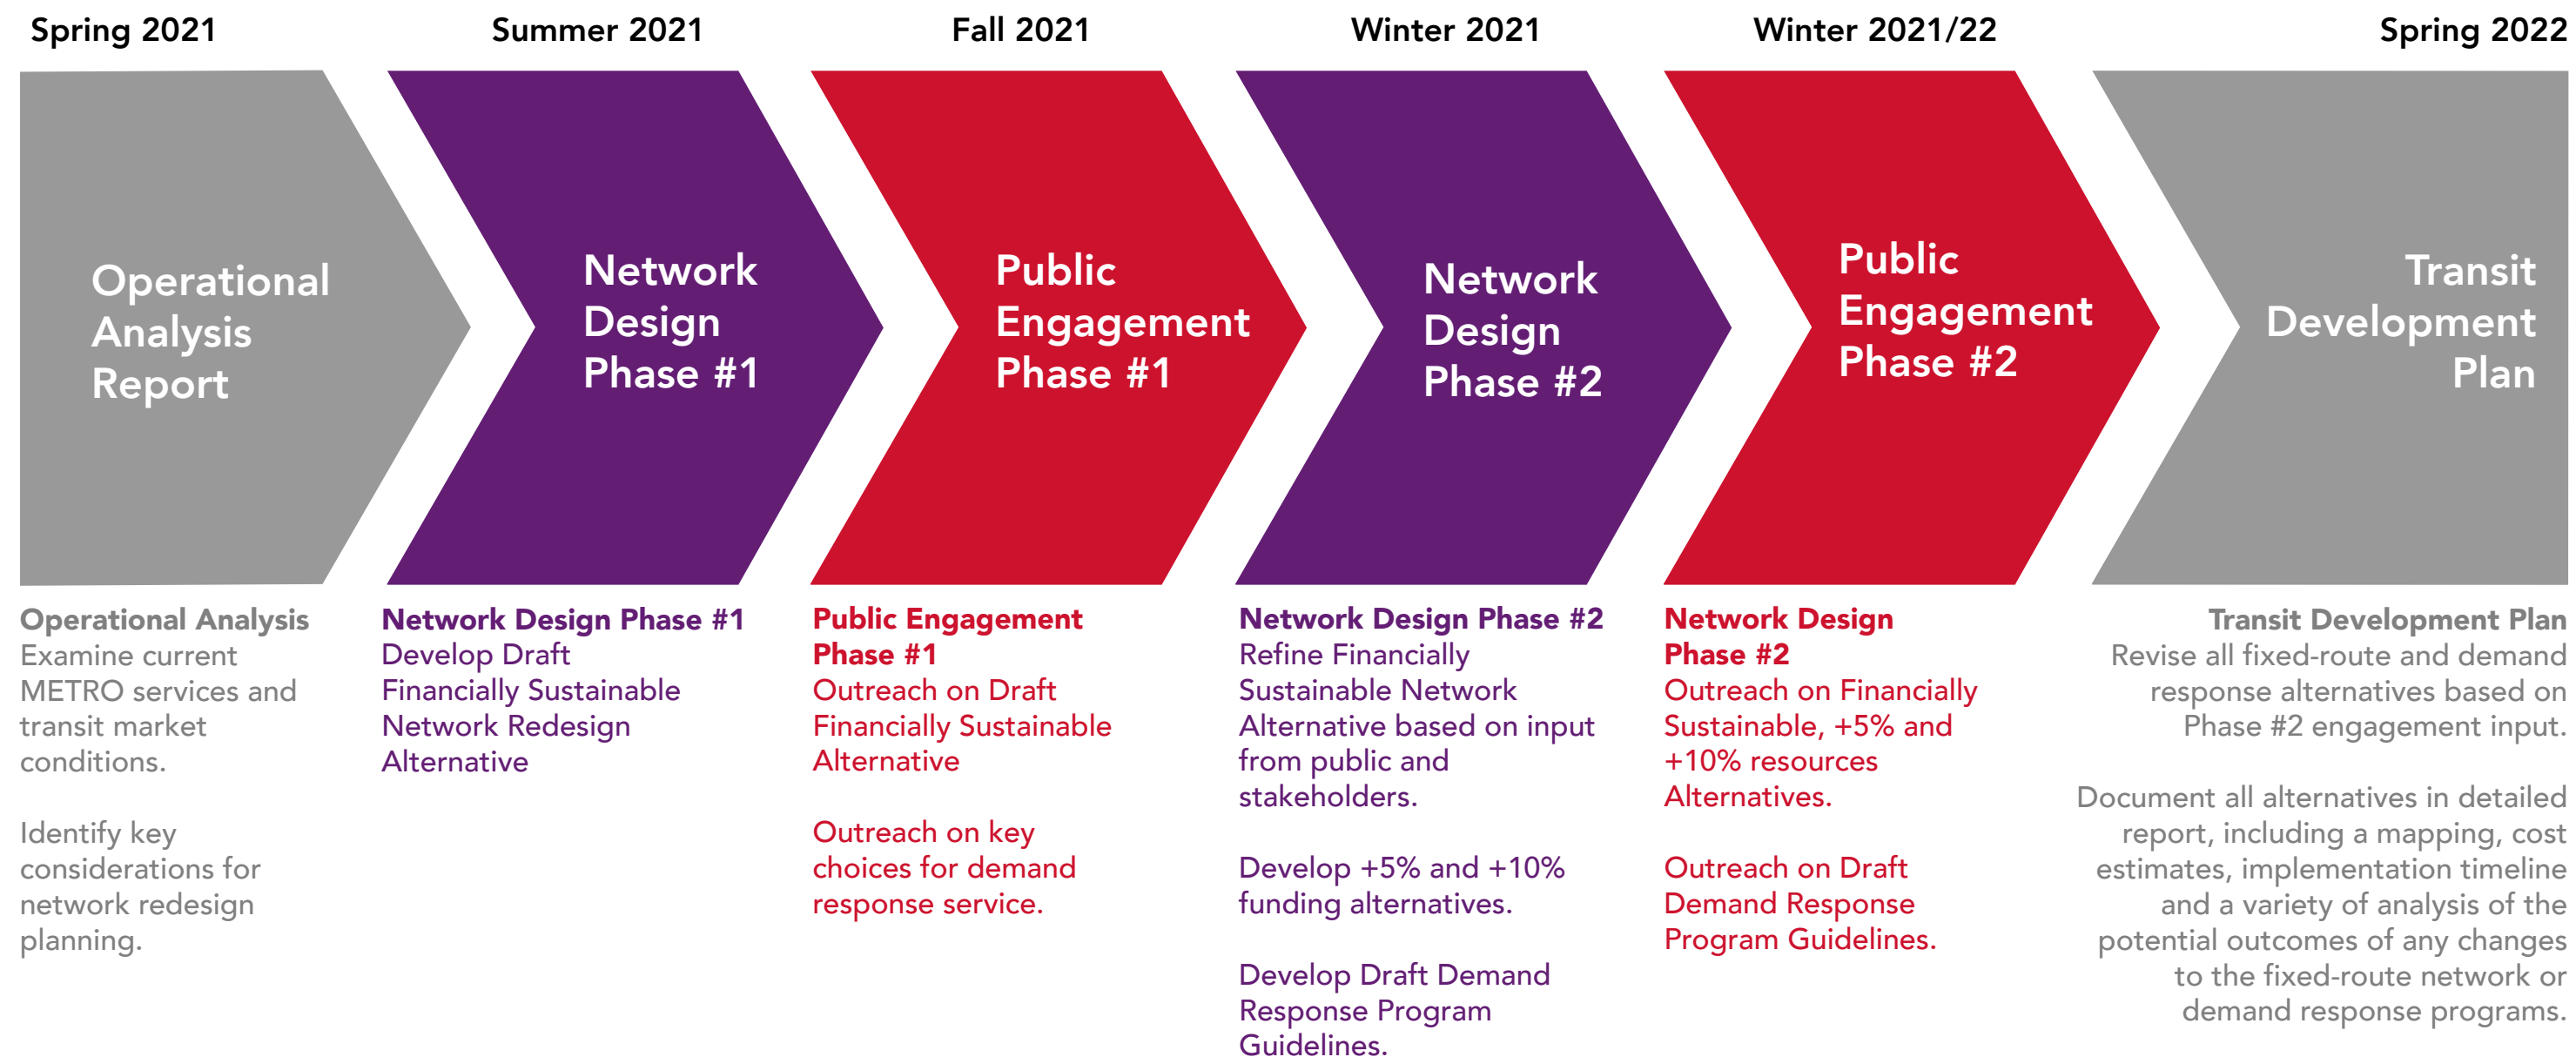 Spring 2021
Summer 2021
Fall 2021
Winter 2021
Winter 2021/22
Spring 2022
Operational
Analysis
Report
Network
Design
Phase #1
Public
Engagement
Phase #1
Network
Design
Phase #2
Public
Engagement
Phase #2
Transit
Development
Plan
Operational Analysis
Examine current
METRO services and
transit market
conditions.
Identify key
considerations for
network redesign
planning.
Network Design Phase #1
Develop Draft
Financially Sustainable
Network Redesign
Alternative
Public Engagement
Phase #1
Outreach on Draft
Financially Sustainable
Alternative
Outreach on key
choices for demand
response service.
Network Design Phase #2
Refine Financially
Sustainable Network
Alternative based on input
from public and
stakeholders.
Develop +5% and +10%
funding alternatives.
Develop Draft Demand
Response Program
Guidelines.
Network Design
Phase #2
Outreach on Financially
Sustainable, +5% and
+10% resources
Alternatives.
Outreach on Draft
Demand Response
Program Guidelines.
Transit Development Plan
Revise all fixed-route and demand
response alternatives based on
Phase #2 engagement input.
Document all alternatives in detailed
report, including a mapping, cost
estimates, implementation timeline
and a variety of analysis of the
potential outcomes of any changes
to the fixed-route network or
demand response programs.